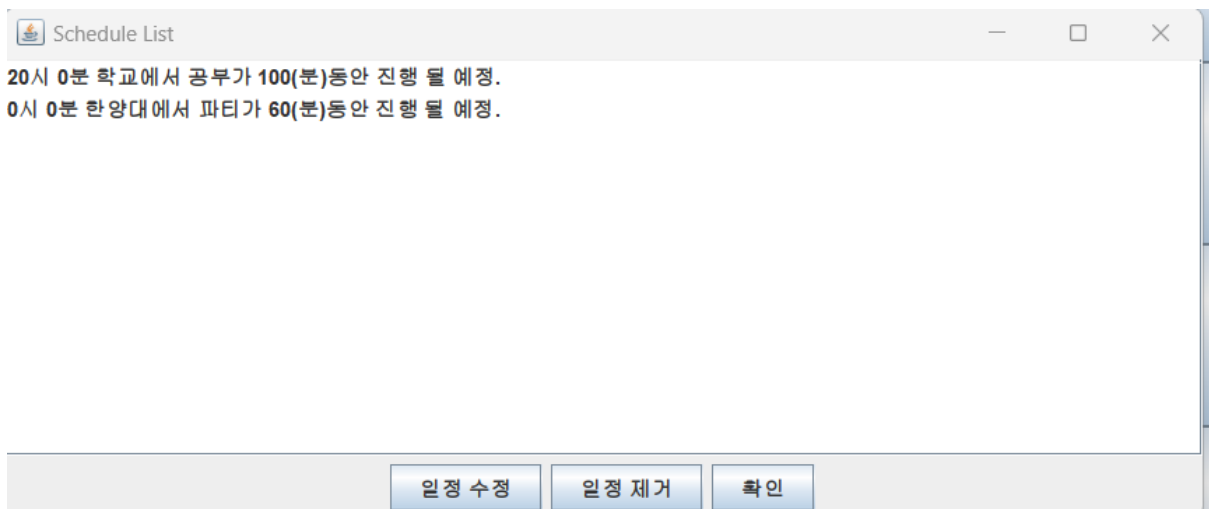 Schedule List
20시 0분 학교에서 공부가 100(분)동안 진행 될 예정.
0시 0분 한양대에서 파티가 60(분)동안 진행 될 예정.
일정 수정 일정 제거 확인